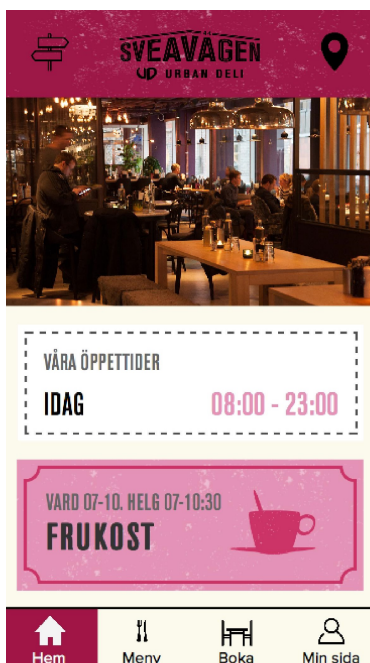 SVEAVÄGEN
UD URBAN DELI
VÅRA ÖPPETTIDER
IDAG 08:00 - 23:00
VARD 07-10. HELG 07-10:30
FRUKOST
Hem Meny Boka Min sida